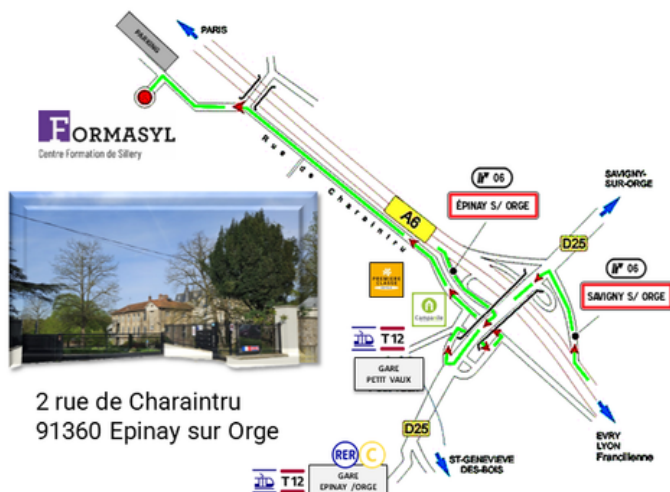 PARIS
PARKING
FORMASYL
Centre Formation de Sillery
Rue de Charaintru
A6
N° 06
ÉPINAY S/ ORGE
SAVIGNY-
SUR-ORGE
D25
N° 06
SAVIGNY S/ ORGE
PREMIERE
CLASSE
Campanile
T12
GARE
PETIT VAUX
2 rue de Charaintru
91360 Epinay sur Orge
D25
EVRY
LYON
Francilienne
ST-GENEVIEVE
DES-BOIS
RER C
T12
GARE
EPINAY /ORGE